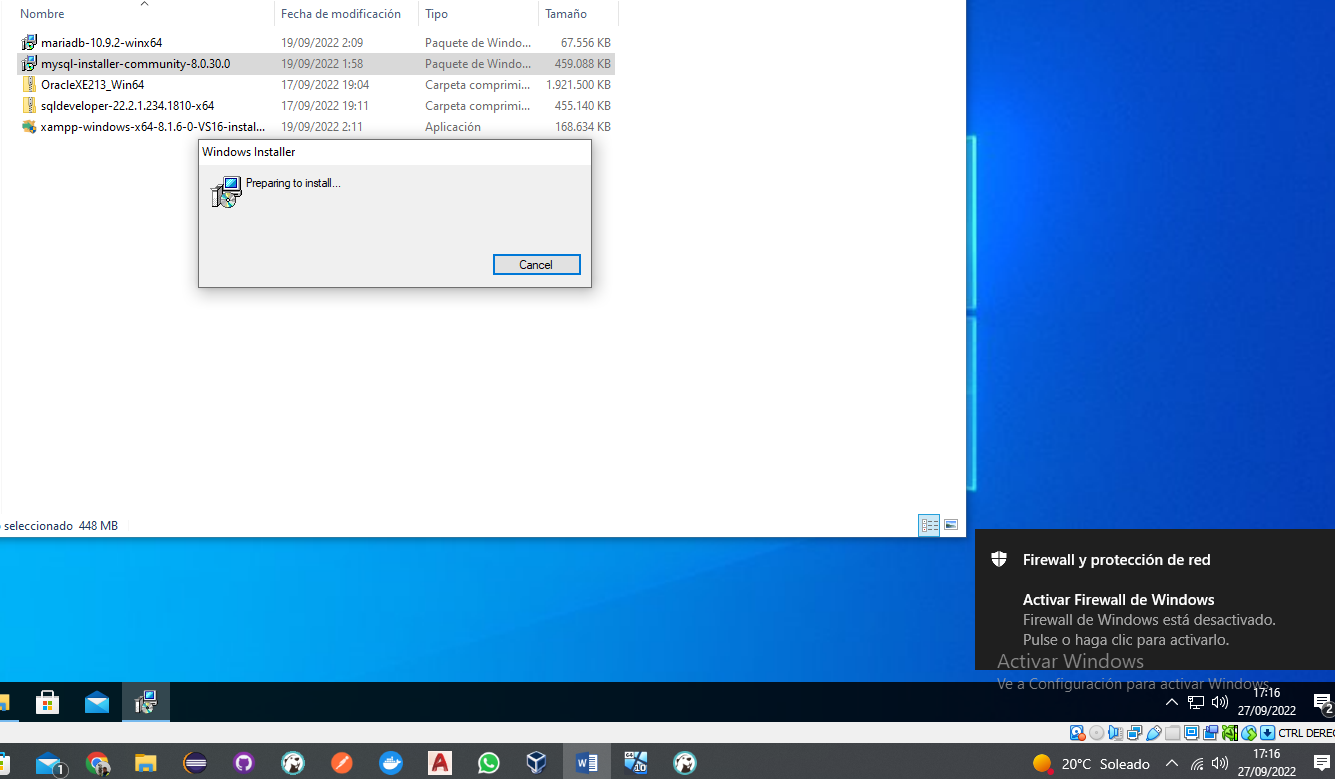 Nombre Fecha de modificación Tipo Tamaño
mariadb-10.9.2-winx64 19/09/2022 2:09 Paquete de Windo... 67.556 KB
mysql-installer-community-8.0.30.0 19/09/2022 1:58 Paquete de Windo... 459.088 KB
OracleXE213_Win64 17/09/2022 19:04 Carpeta comprimi... 1.921.500 KB
sqldeveloper-22.2.1.234.1810-x64 17/09/2022 19:11 Carpeta comprimi... 455.140 KB
xampp-windows-x64-8.1.6-0-VS16-instal... 19/09/2022 2:11 Aplicación 168.634 KB
Windows Installer
Preparing to install...
Cancel
seleccionado 448 MB
Firewall y protección de red
Activar Firewall de Windows
Firewall de Windows está desactivado.
Pulse o haga clic para activarlo.
Activar Windows
Ve a Configuración para activar Windows.
17:16
27/09/2022
2
CTRL DEREC
1
A
W
10
20°C Soleado
17:16
27/09/2022